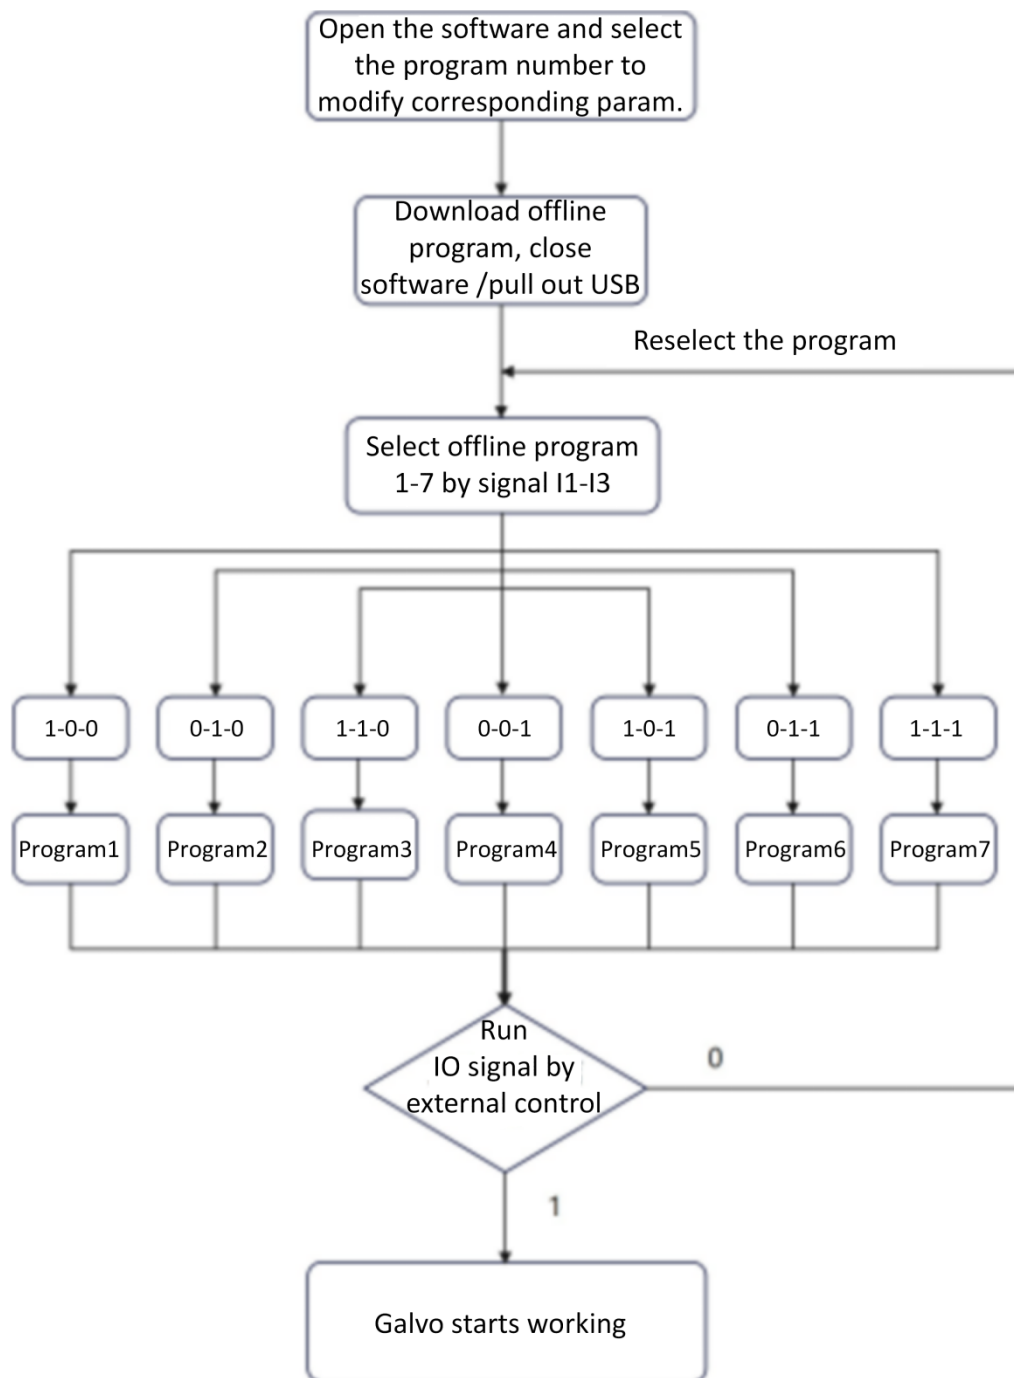 Open the software and select
the program number to
modify corresponding param.
Download offline
program, close
software /pull out USB
Reselect the program
Select offline program
1-7 by signal I1-I3
1-0-0
0-1-0
1-1-0
0-0-1
1-0-1
0-1-1
1-1-1
Program1
Program2
Program3
Program4
Program5
Program6
Program7
Run
IO signal by
external control
0
1
Galvo starts working